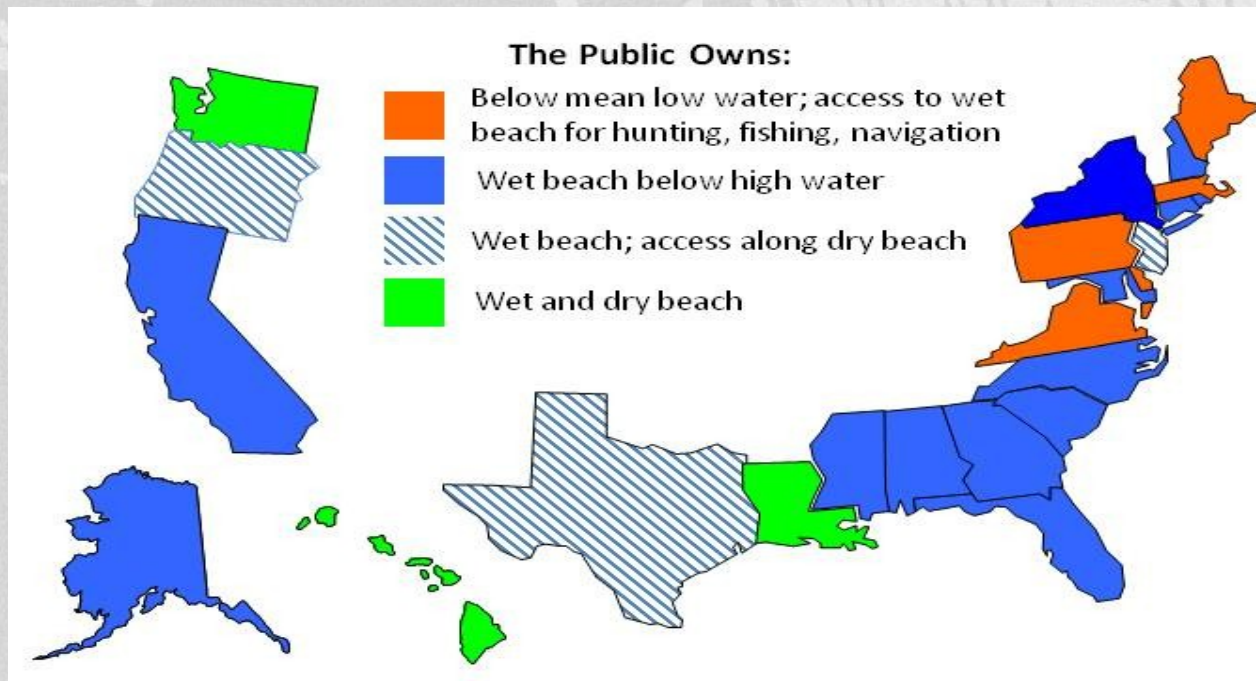 The Public Owns:
Below mean low water; access to wet
beach for hunting, fishing, navigation
Wet beach below high water
Wet beach; access along dry beach
Wet and dry beach